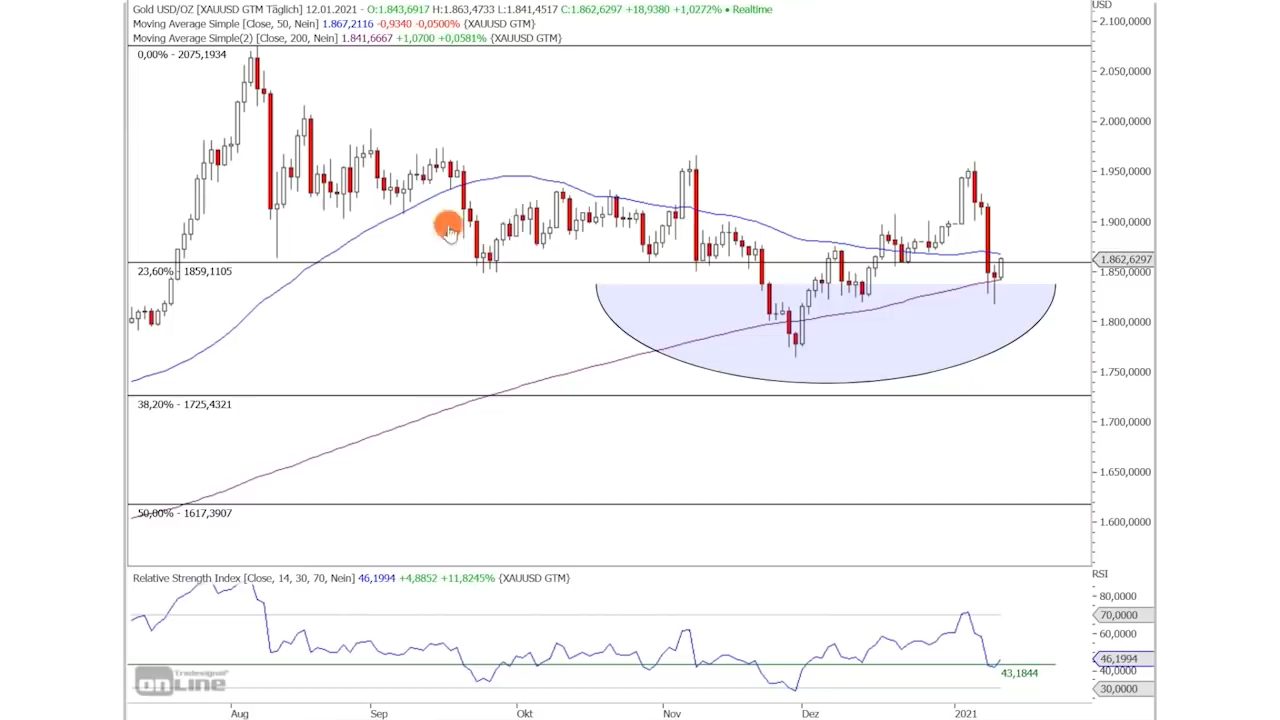 Gold USD/OZ [XAUUSD GTM Täglich] 12.01.2021 - O:1.843,6917 H:1.863,4733 L:1.841,4517 C:1.862,6297 +18,9380 +1,0272% • Realtime
Moving Average Simple [Close, 50, Nein] 1.867,2116 -0,9340 -0,0500% {XAUUSD GTM}
Moving Average Simple(2) [Close, 200, Nein] 1.841,6667 +1,0700 +0,0581% {XAUUSD GTM}
USD
2.100,0000
0,00% - 2075,1934
2.050,0000
2.000,0000
1.950,0000
1.900,0000
1.862,6297
23,60% - 1859,1105
1.850,0000
1.800,0000
1.750,0000
38,20% - 1725,4321
1.700,0000
1.650,0000
50,00% - 1617,3907
1.600,0000
Relative Strength Index [Close, 14, 30, 70, Nein] 46,1994 +4,8852 +11,8245% {XAUUSD GTM}
RSI
80,0000
70,0000
60,0000
46,1994
43,1844
40,0000
30,0000
Tradesignal®
onLine
Aug Sep Okt Nov Dez 2021